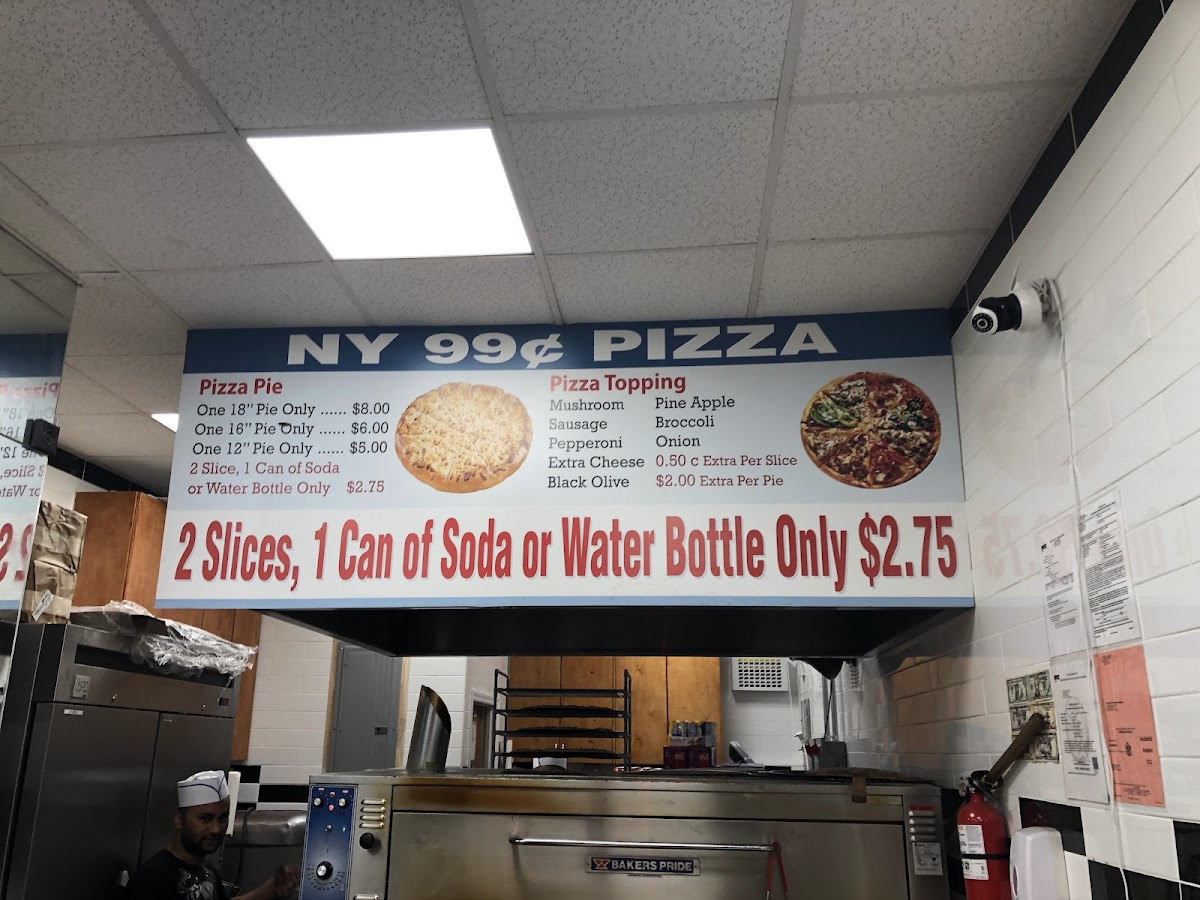 NY 99¢ PIZZA
Pizza Pie
One 18" Pie Only ...... $8.00
One 16" Pie Only ...... $6.00
One 12" Pie Only ...... $5.00
2 Slice, 1 Can of Soda
or Water Bottle Only $2.75
Pizza Topping
Mushroom
Sausage
Pepperoni
Extra Cheese
Black Olive
Pine Apple
Broccoli
Onion
0.50 c Extra Per Slice
$2.00 Extra Per Pie
2 Slices, 1 Can of Soda or Water Bottle Only $2.75
BAKERS PRIDE